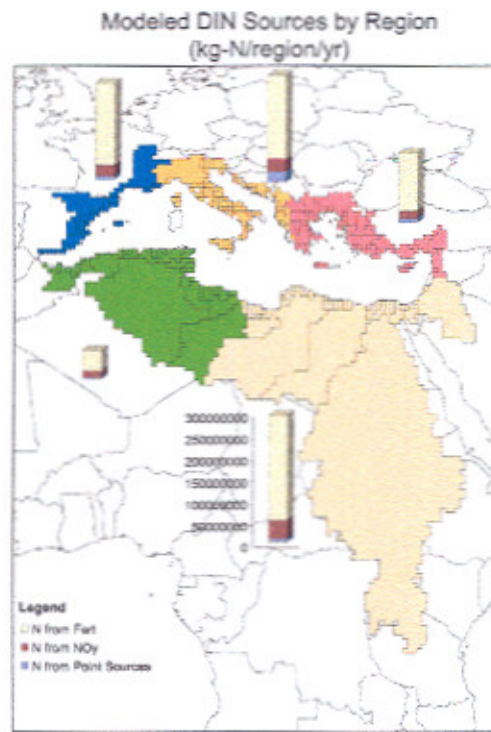 Modeled DIN Sources by Region
(kg-N/region/yr)
300000000
250000000
200000000
150000000
100000000
50000000
0
Legend
N from Fert
N from NOy
N from Point Sources